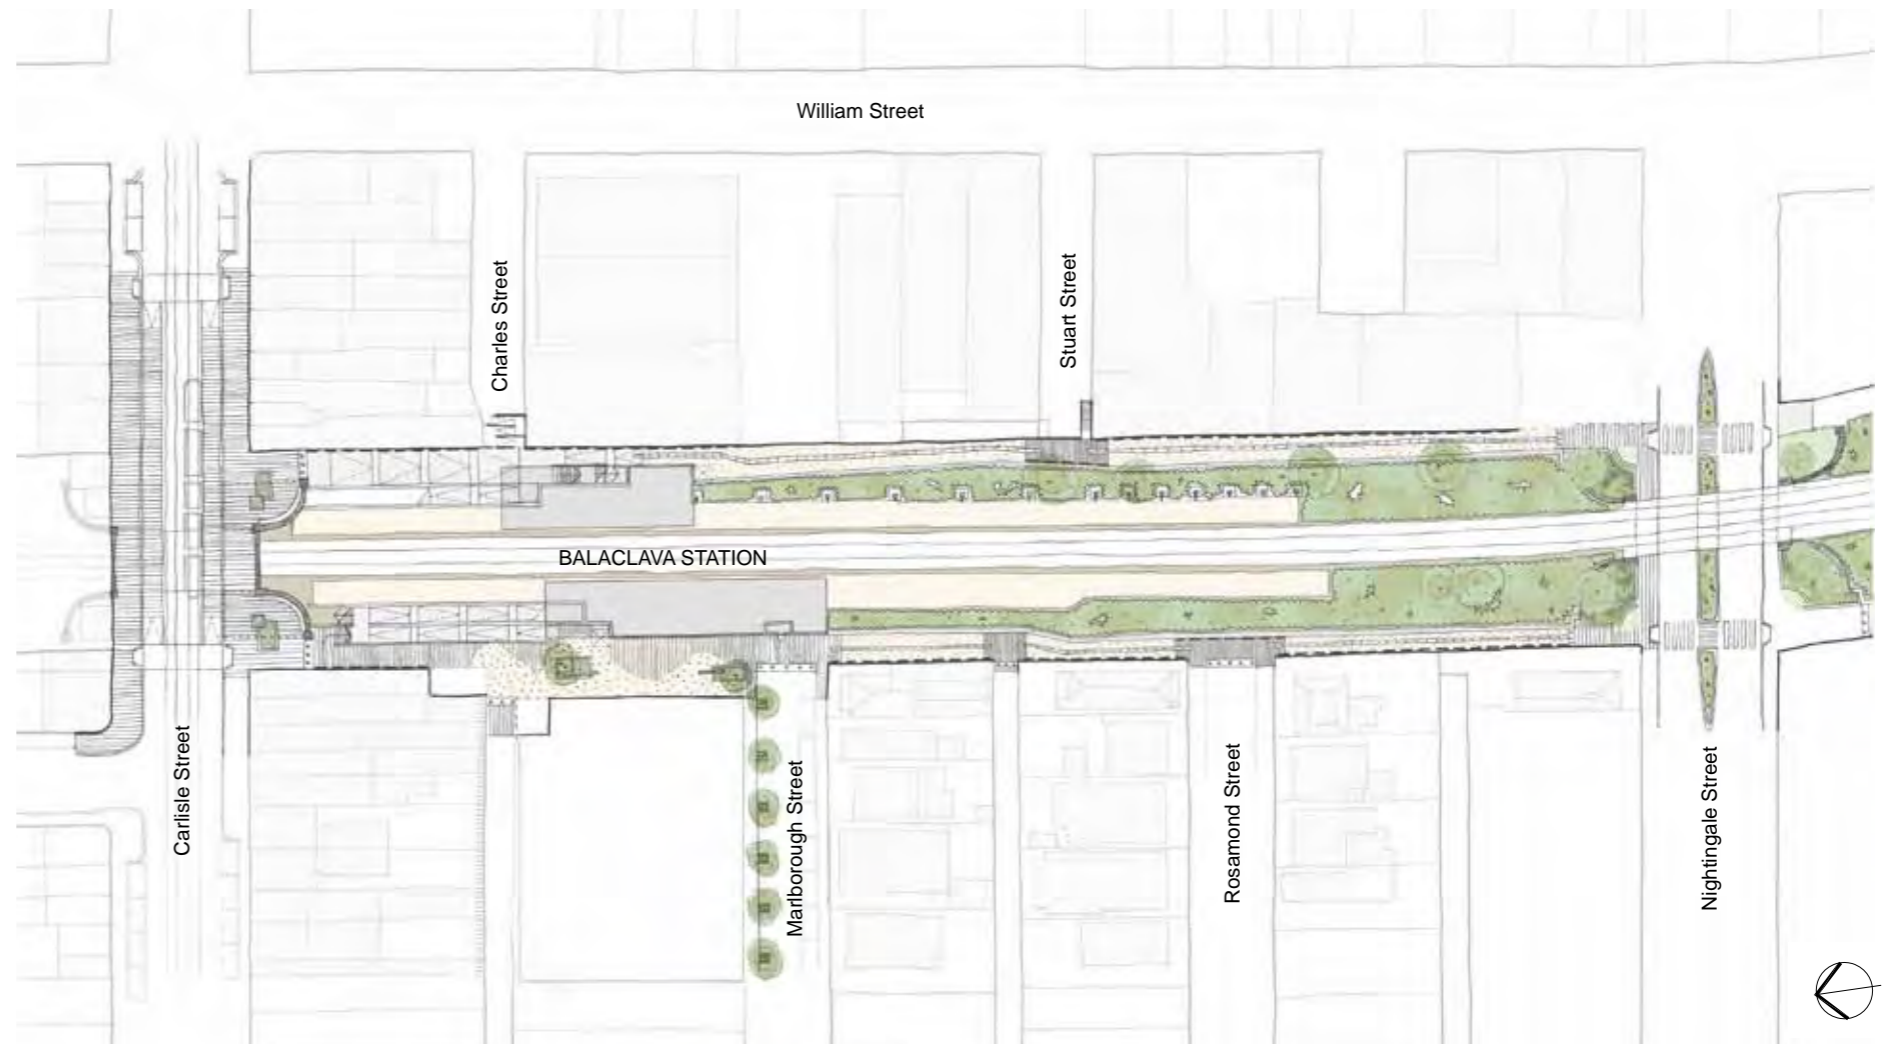 William Street
Charles Street
Stuart Street
BALACLAVA STATION
Carlisle Street
Marlborough Street
Rosamond Street
Nightingale Street